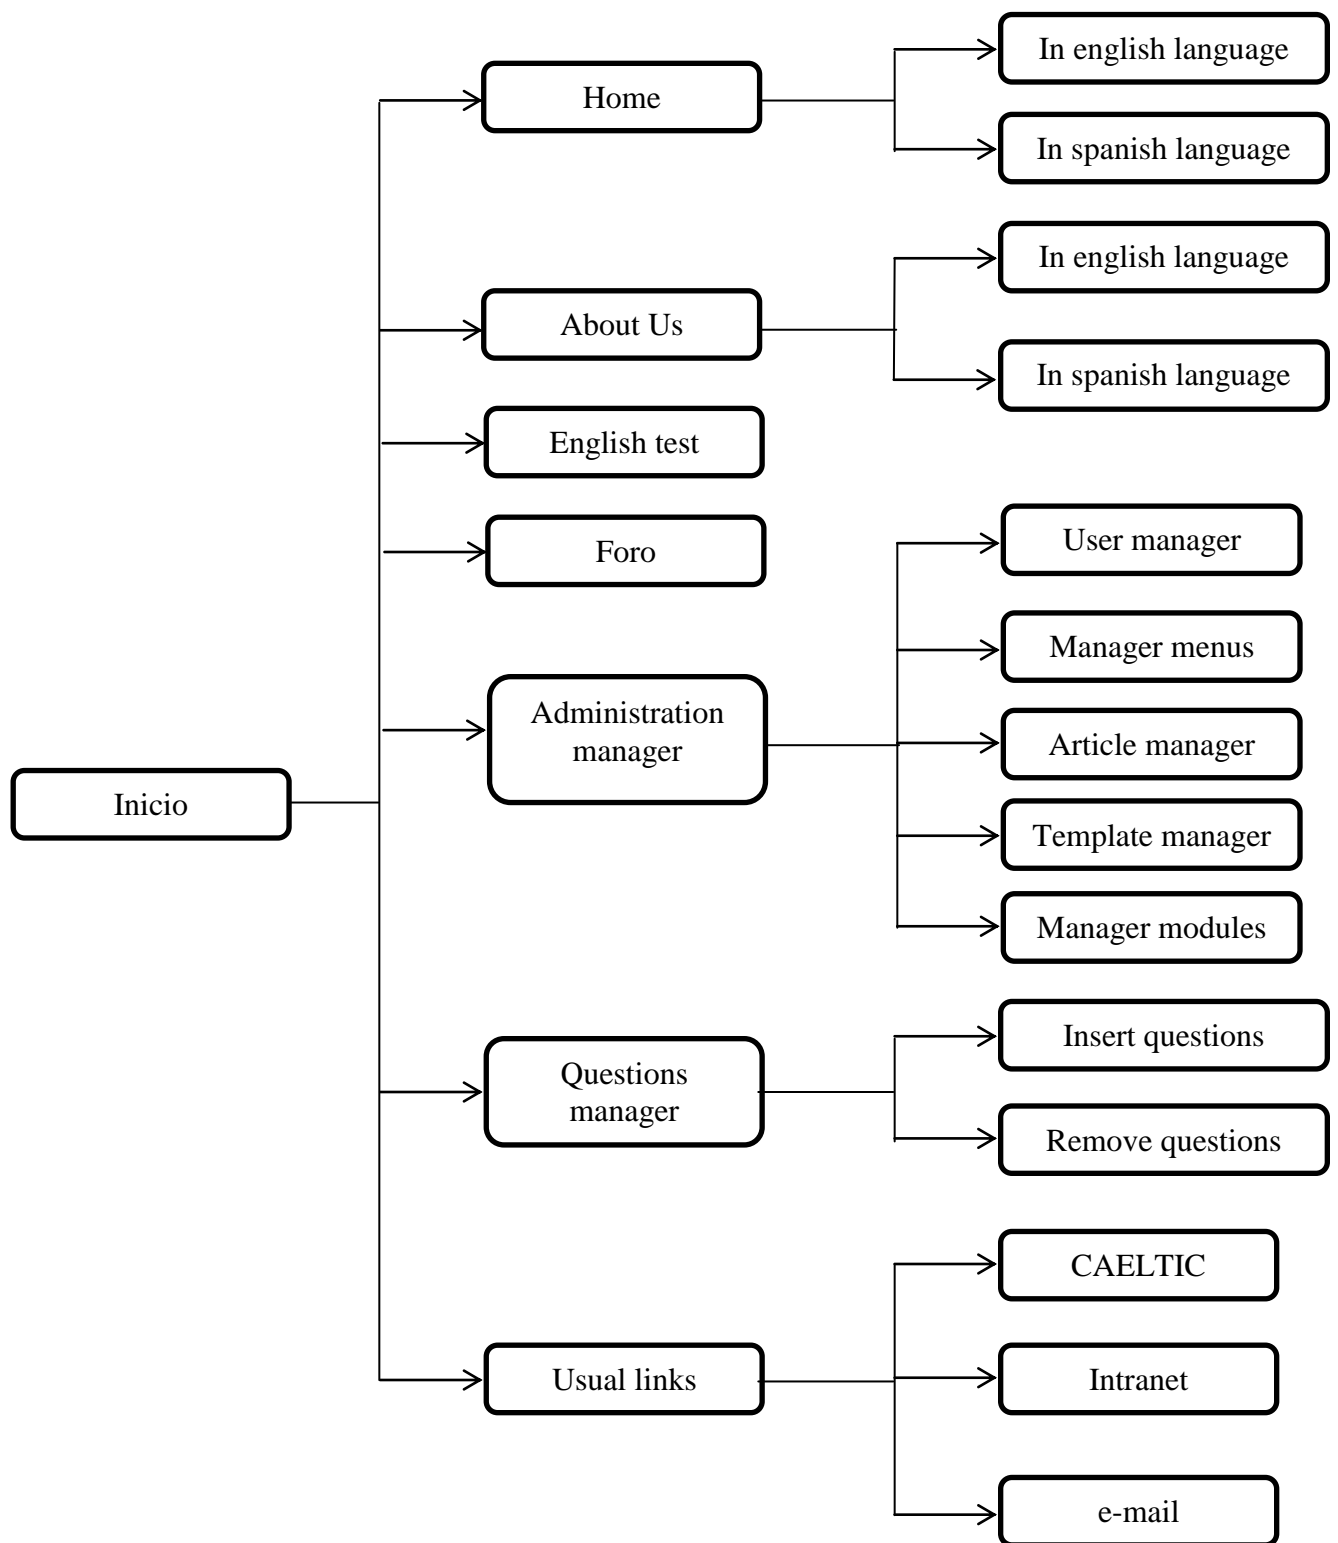 In english language
Home
In spanish language
In english language
About Us
In spanish language
English test
User manager
Foro
Manager menus
Administration
manager
Article manager
Inicio
Template manager
Manager modules
Insert questions
Questions
manager
Remove questions
CAELTIC
Usual links
Intranet
e-mail